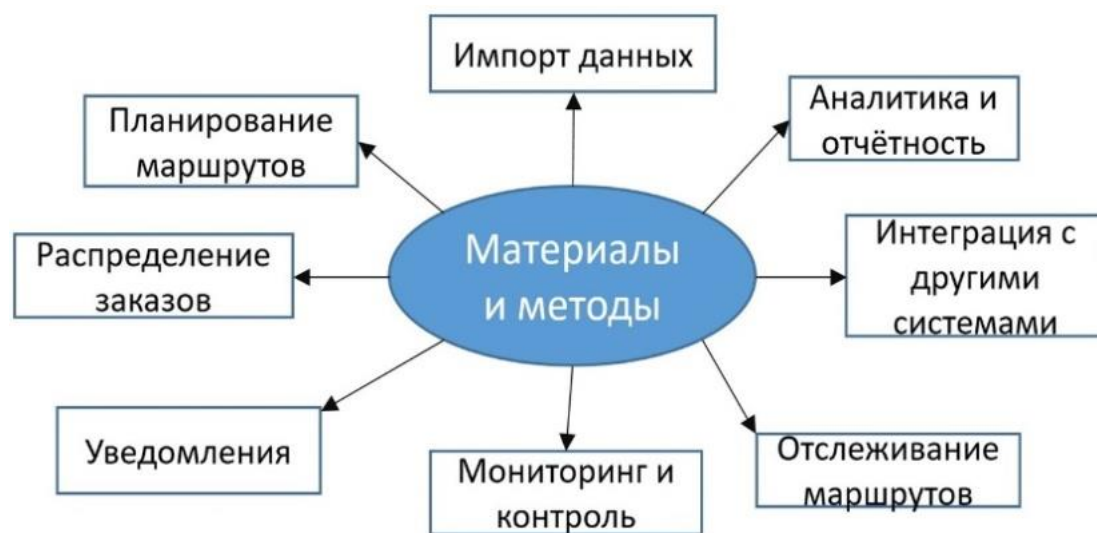 Импорт данных
Аналитика и
отчётность
Планирование
маршрутов
Материалы
и методы
Интеграция с
другими
системами
Распределение
заказов
Уведомления
Мониторинг и
контроль
Отслеживание
маршрутов